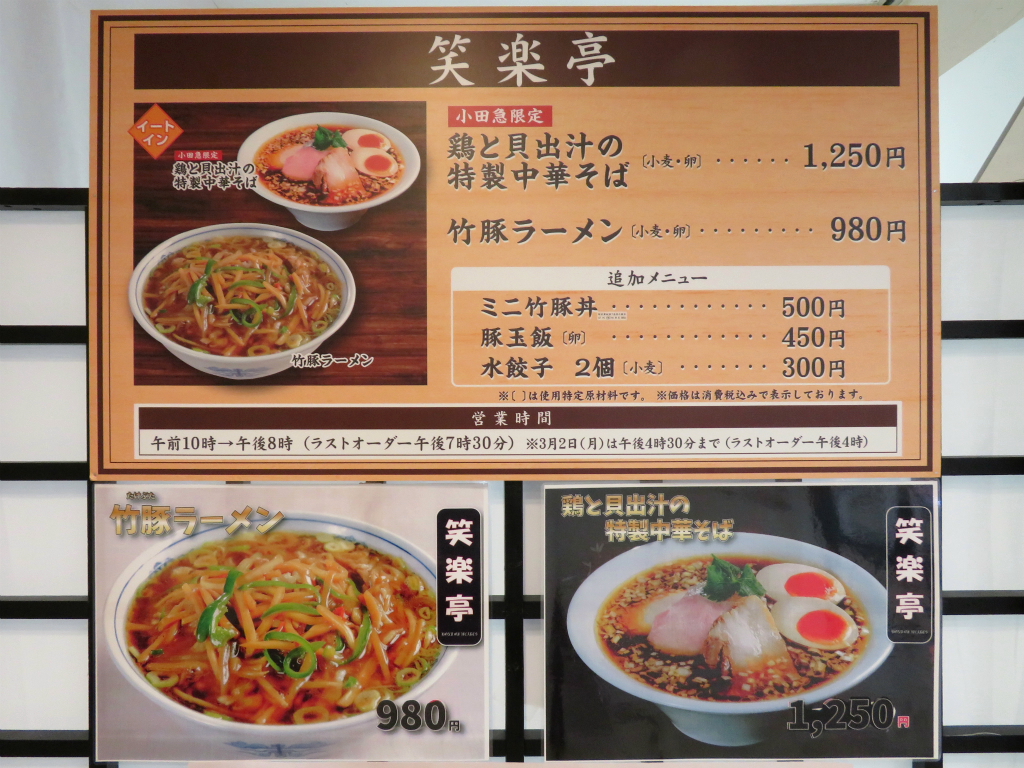 笑楽亭
イート
イン
小田急限定
鶏と貝出汁の
特製中華そば
竹豚ラーメン
小田急限定
鶏と貝出汁の
特製中華そば〔小麦・卵〕・・・・・・1,250円
竹豚ラーメン〔小麦・卵〕・・・・・・・・・980円
追加メニュー
ミニ竹豚丼・・・・・・・・・・・500円
豚玉飯〔卵〕・・・・・・・・・・・450円
水餃子 2個〔小麦〕・・・・・・・300円
※〔 〕は使用特定原材料です。 ※価格は消費税込みで表示しております。
営業時間
午前10時→午後8時（ラストオーダー午後7時30分）※3月2日(月)は午後4時30分まで（ラストオーダー午後4時）
たけぶた
竹豚ラーメン
笑楽亭
980円
鶏と貝出汁の
特製中華そば
笑楽亭
1,250円